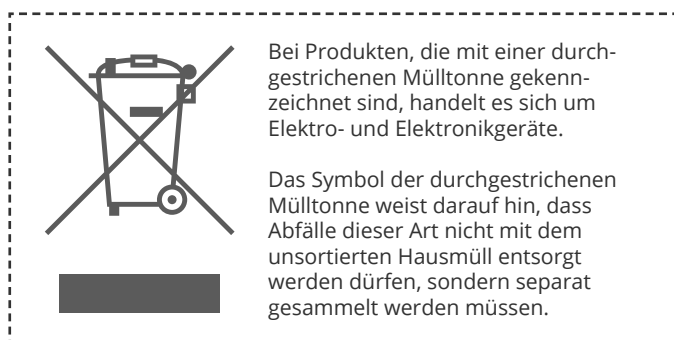 Bei Produkten, die mit einer durch-
gestrichenen Mülltonne gekenn-
zeichnet sind, handelt es sich um
Elektro- und Elektronikgeräte.
Das Symbol der durchgestrichenen
Mülltonne weist darauf hin, dass
Abfälle dieser Art nicht mit dem
unsortierten Hausmüll entsorgt
werden dürfen, sondern separat
gesammelt werden müssen.